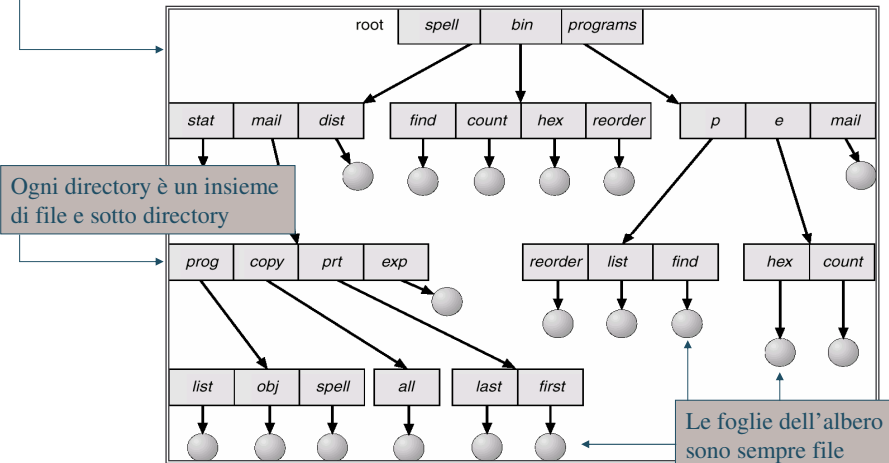 root spell bin programs
stat mail dist find count hex reorder p e mail
Ogni directory è un insieme
di file e sotto directory
prog copy prt exp reorder list find hex count
list obj spell all last first
Le foglie dell'albero
sono sempre file